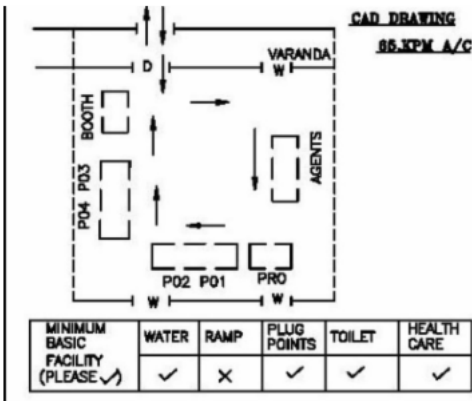 CAD DRAWING
65.KPM A/C
VARANDA
D
W
BOOTH
AGENTS
P04 P03
P02 P01 PRO
W W
MINIMUM BASIC FACILITY (PLEASE ✓) WATER RAMP PLUG POINTS TOILET HEALTH CARE
✓ ✗ ✓ ✓ ✓